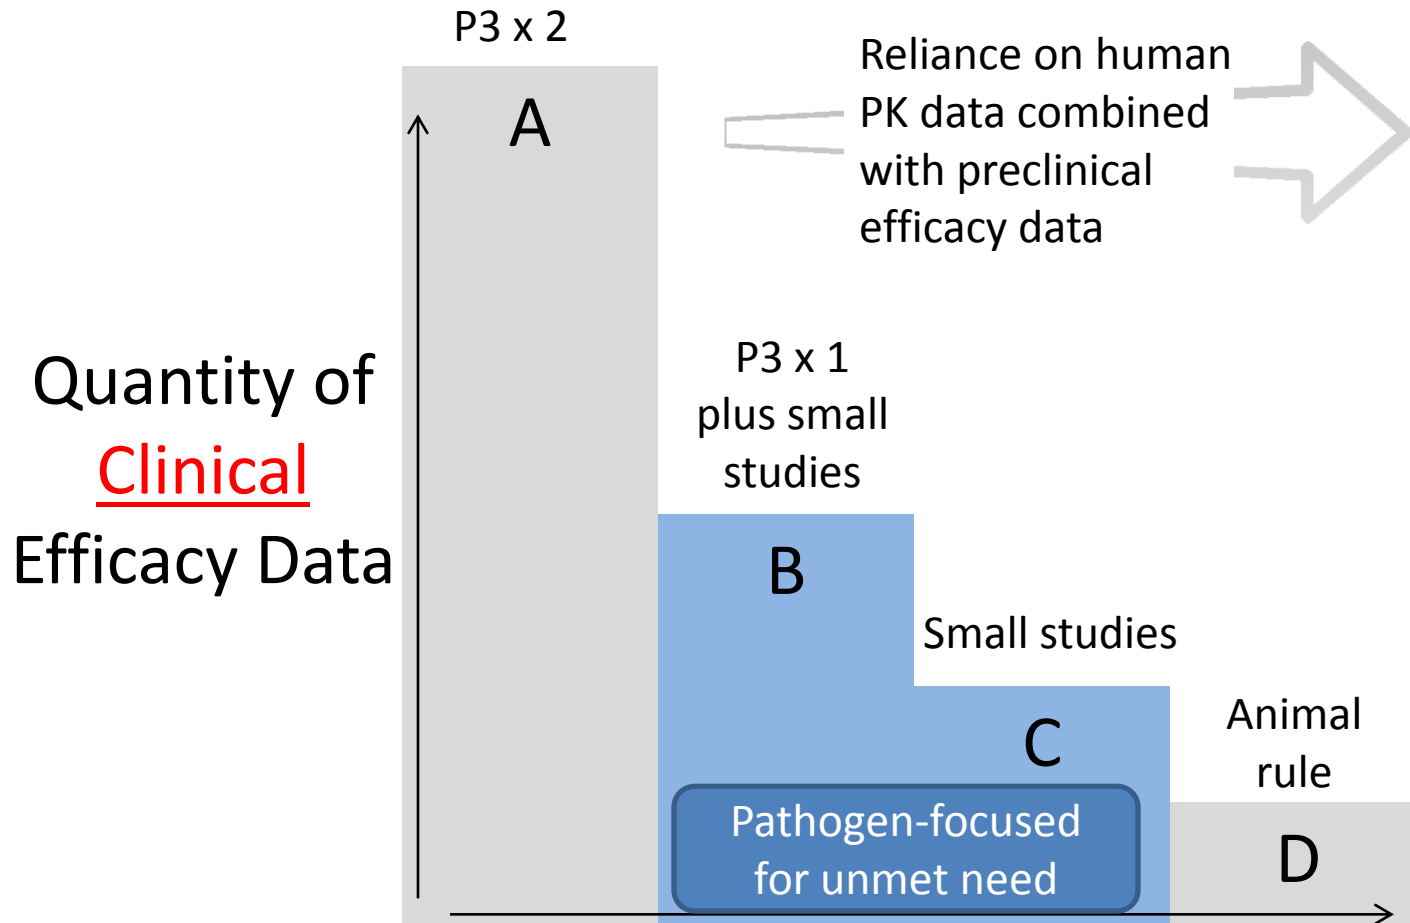 P3 x 2
A
Reliance on human
PK data combined
with preclinical
efficacy data
Quantity of
Clinical
Efficacy Data
P3 x 1
plus small
studies
B
Small studies
C
Animal
rule
D
Pathogen-focused
for unmet need